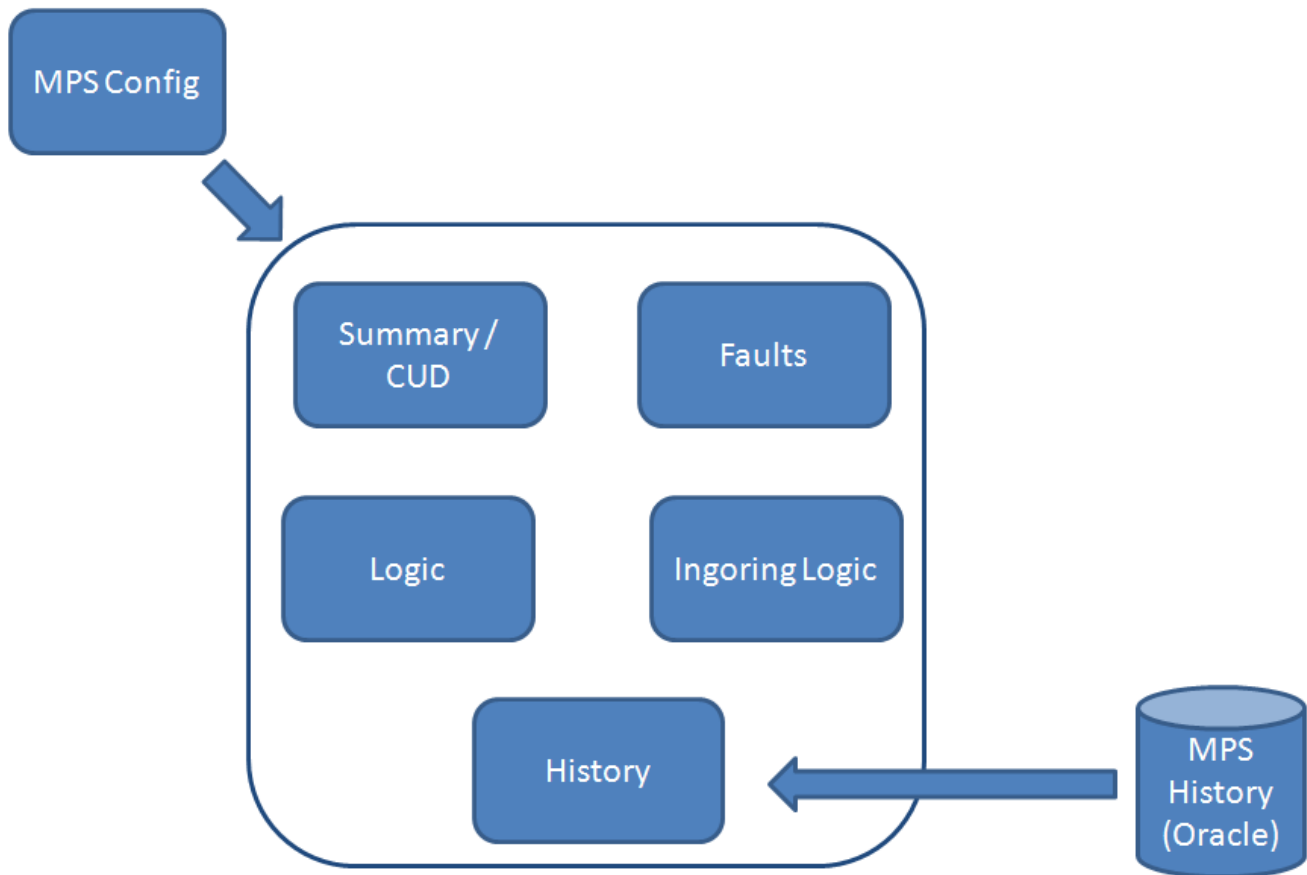 MPS Config
Summary /
CUD
Faults
Logic
Ingoring Logic
History
MPS
History
(Oracle)